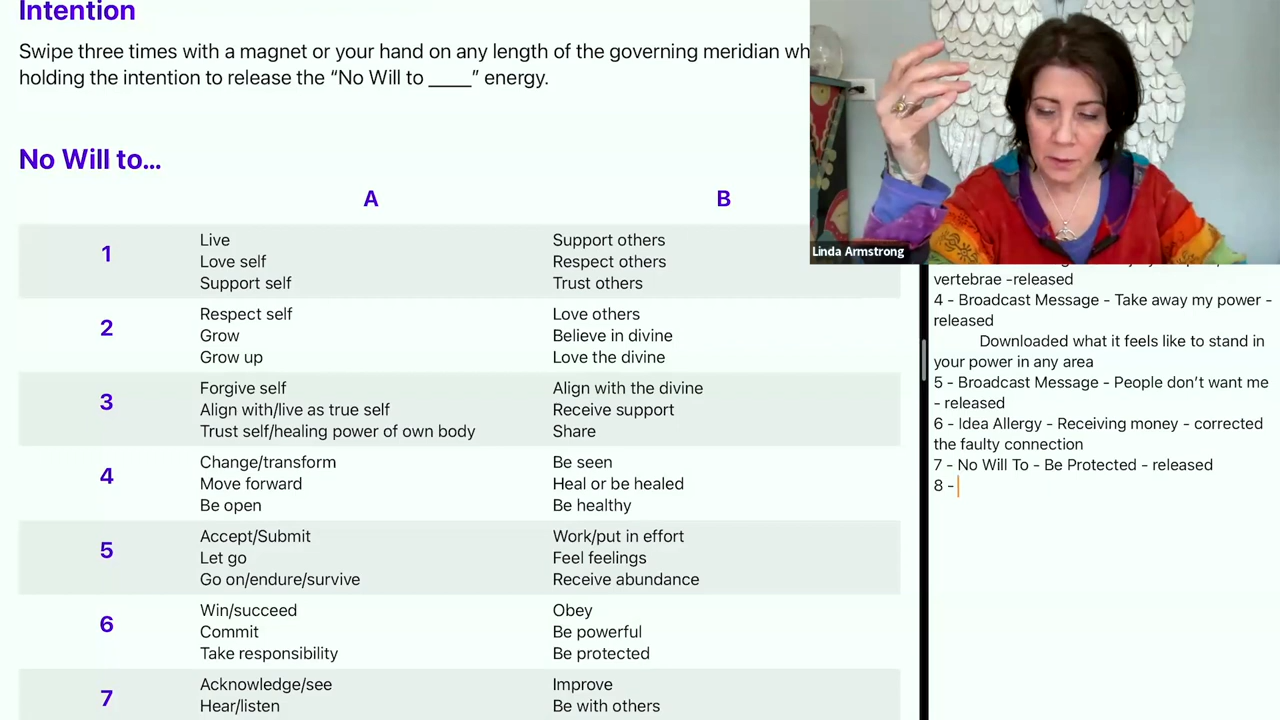 Intention
Swipe three times with a magnet or your hand on any length of the governing meridian wh
holding the intention to release the “No Will to ____” energy.
No Will to...
A B
1
Live
Love self
Support self
Support others
Respect others
Trust others
2
Respect self
Grow
Grow up
Love others
Believe in divine
Love the divine
3
Forgive self
Align with/live as true self
Trust self/healing power of own body
Align with the divine
Receive support
Share
4
Change/transform
Move forward
Be open
Be seen
Heal or be healed
Be healthy
5
Accept/Submit
Let go
Go on/endure/survive
Work/put in effort
Feel feelings
Receive abundance
6
Win/succeed
Commit
Take responsibility
Obey
Be powerful
Be protected
7
Acknowledge/see
Hear/listen
Improve
Be with others
Linda Armstrong
vertebrae -released
4 - Broadcast Message - Take away my power -
released
Downloaded what it feels like to stand in
your power in any area
5 - Broadcast Message - People don’t want me
- released
6 - Idea Allergy - Receiving money - corrected
the faulty connection
7 - No Will To - Be Protected - released
8 -